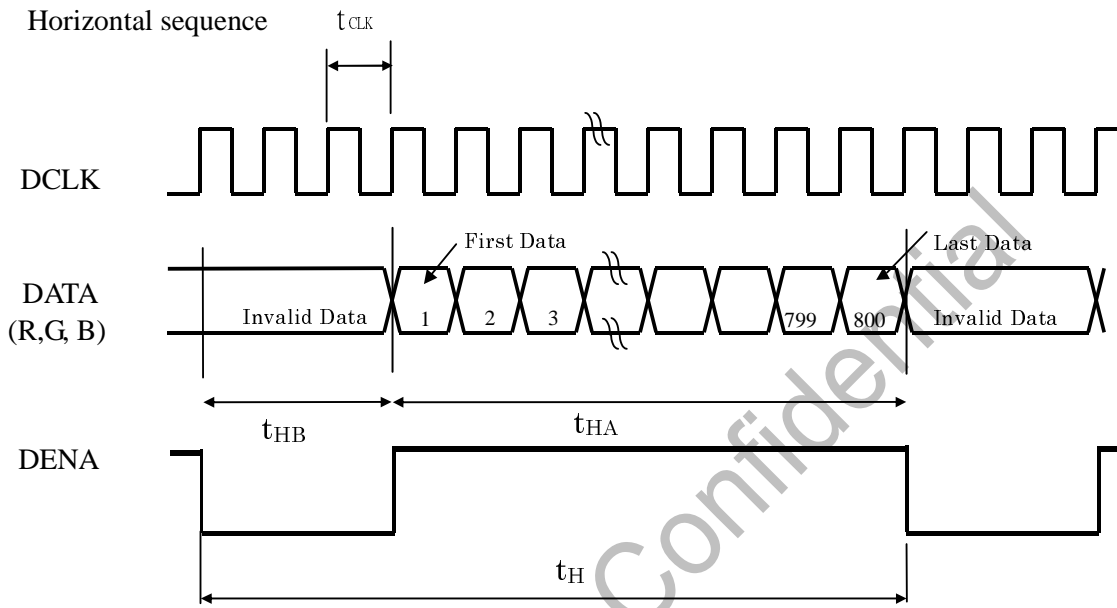 Horizontal sequence
tCLK
DCLK
First Data
Last Data
DATA
(R,G, B)
Invalid Data
1
2
3
799
800
Invalid Data
tHB
tHA
DENA
tH
Confidential